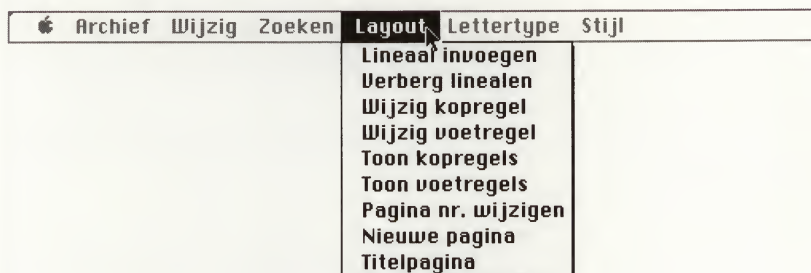 Archief Wijzig Zoeken Layout Lettertype Stijl
Lineaal invoegen
Verberg linealen
Wijzig kopregel
Wijzig voetregel
Toon kopregels
Toon voetregels
Pagina nr. wijzigen
Nieuwe pagina
Titelpagina